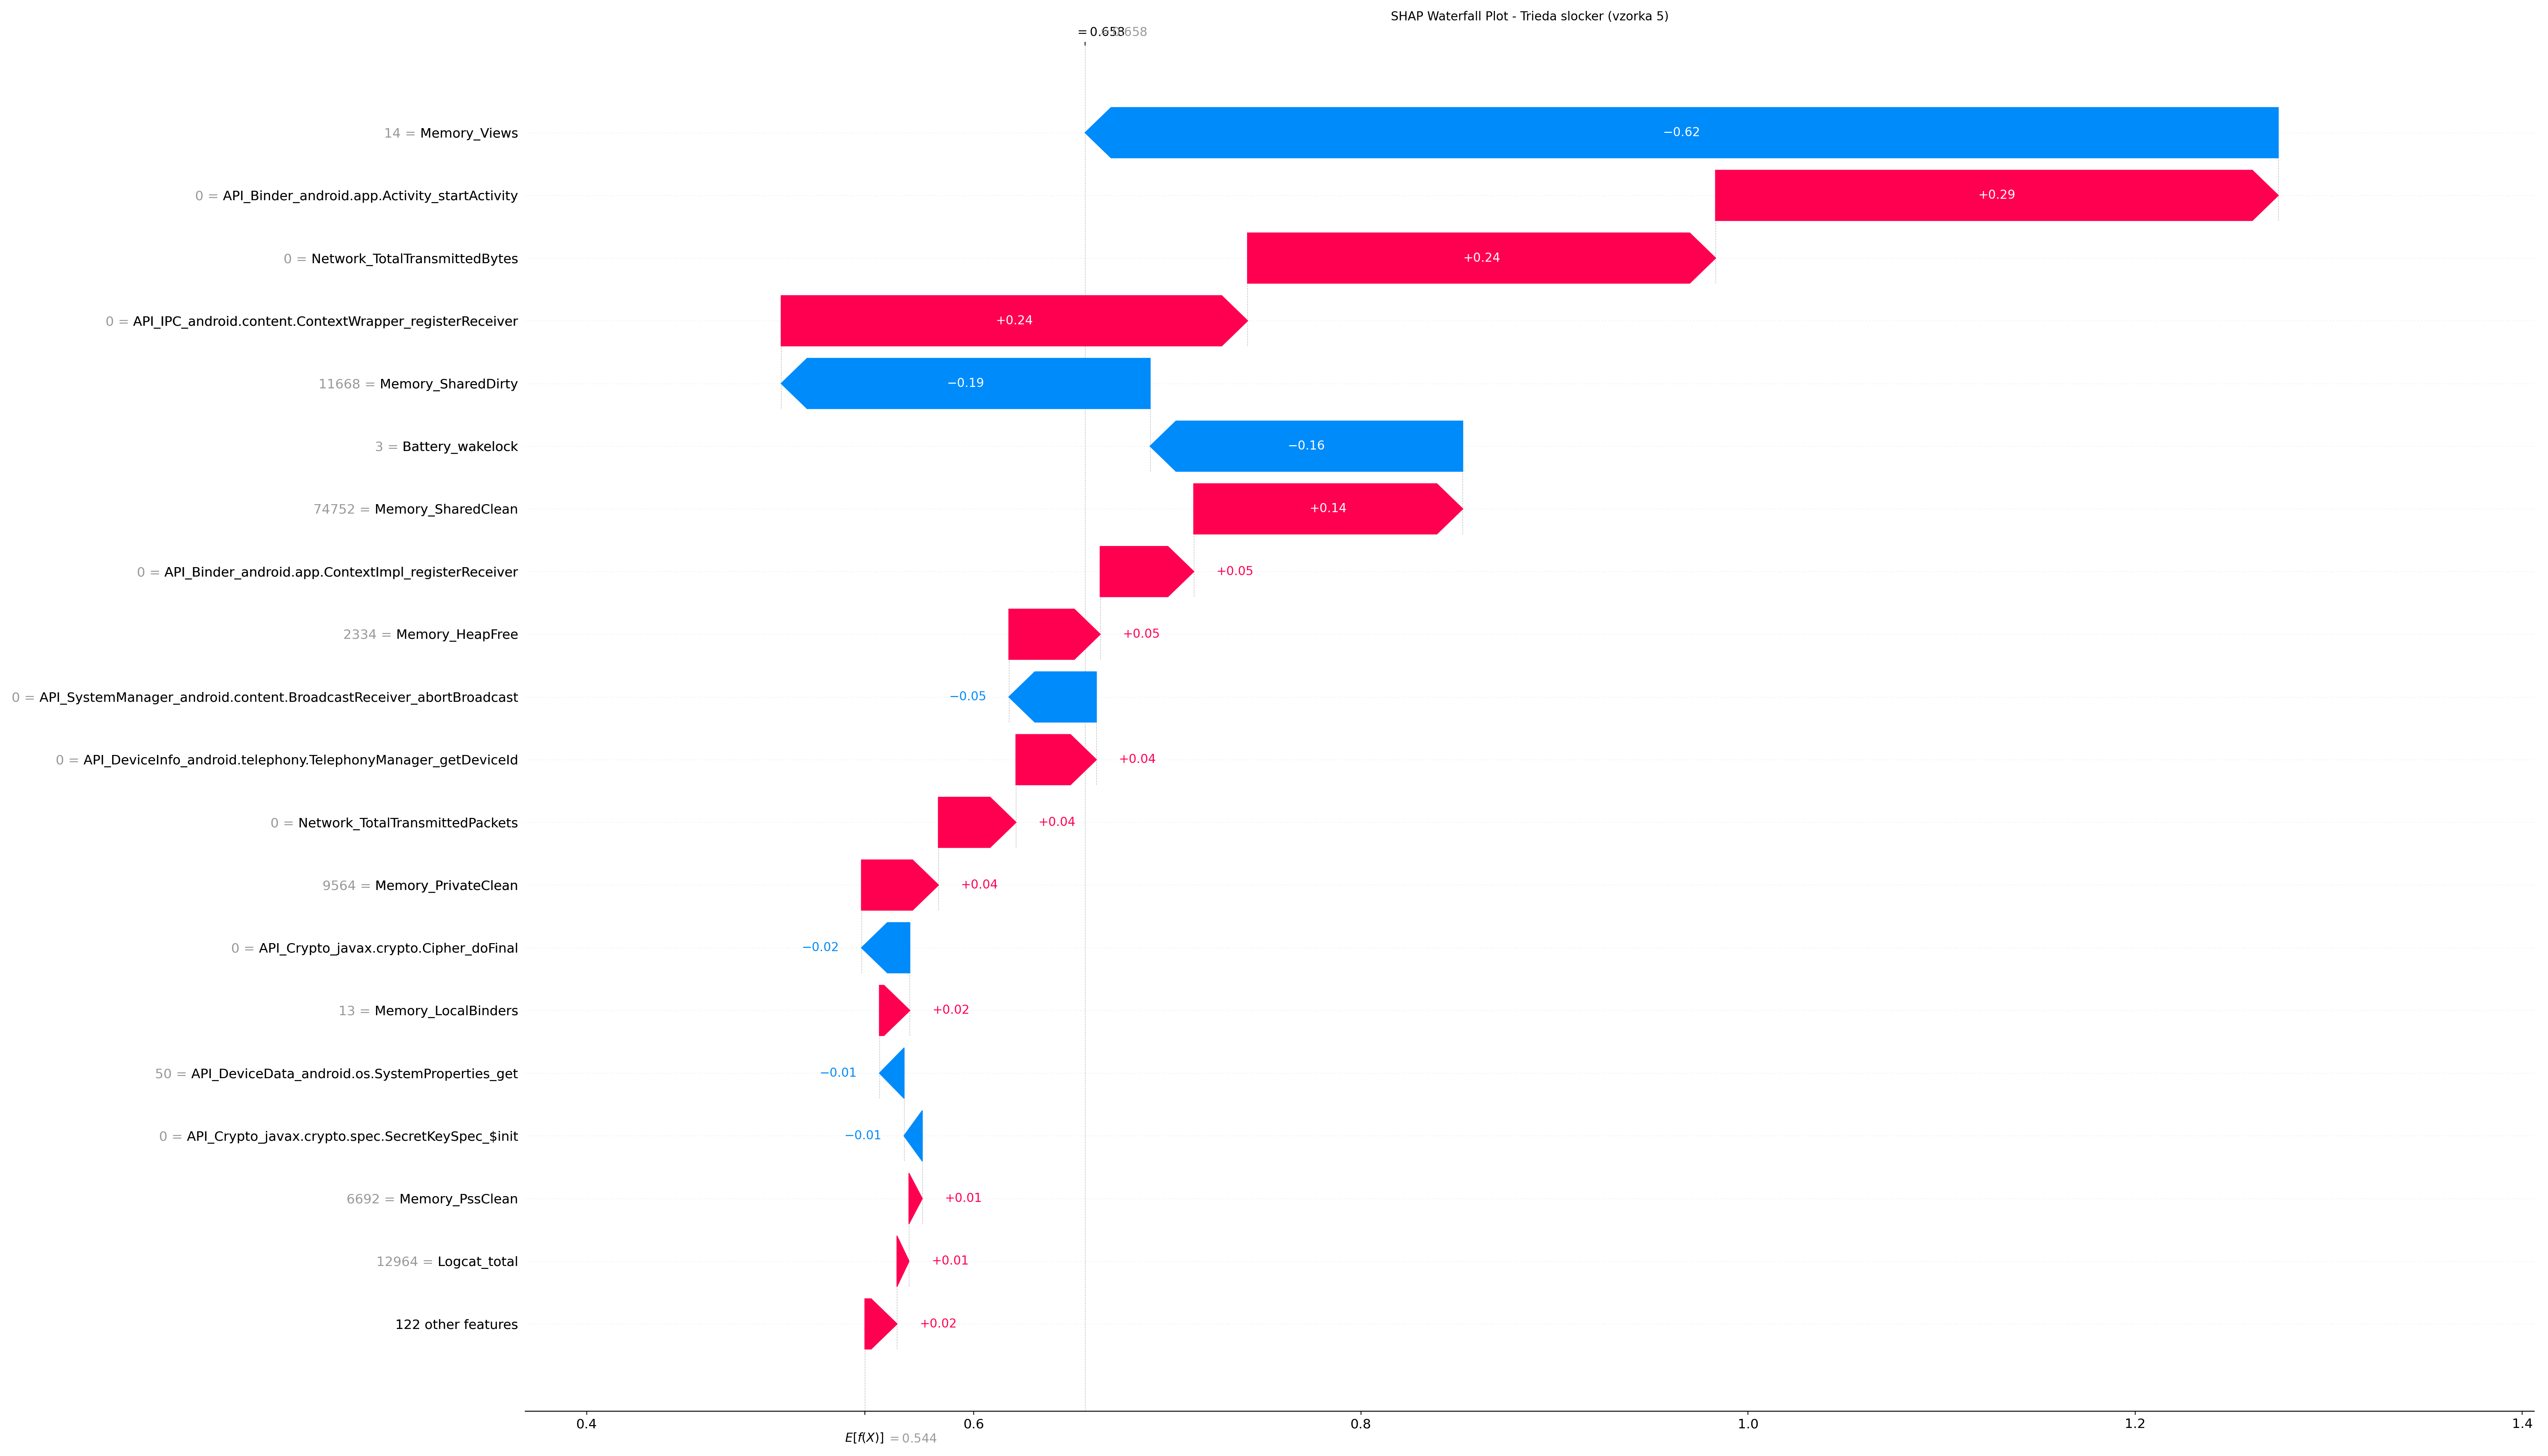 SHAP Waterfall Plot - Trieda slocker (vzorka 5)
= 0.658
14 = Memory_Views −0.62
0 = API_Binder_android.app.Activity_startActivity +0.29
0 = Network_TotalTransmittedBytes +0.24
0 = API_IPC_android.content.ContextWrapper_registerReceiver +0.24
11668 = Memory_SharedDirty −0.19
3 = Battery_wakelock −0.16
74752 = Memory_SharedClean +0.14
0 = API_Binder_android.app.ContextImpl_registerReceiver +0.05
2334 = Memory_HeapFree +0.05
0 = API_SystemManager_android.content.BroadcastReceiver_abortBroadcast −0.05
0 = API_DeviceInfo_android.telephony.TelephonyManager_getDeviceId +0.04
0 = Network_TotalTransmittedPackets +0.04
9564 = Memory_PrivateClean +0.04
0 = API_Crypto_javax.crypto.Cipher_doFinal −0.02
13 = Memory_LocalBinders +0.02
50 = API_DeviceData_android.os.SystemProperties_get −0.01
0 = API_Crypto_javax.crypto.spec.SecretKeySpec_$init −0.01
6692 = Memory_PssClean +0.01
12964 = Logcat_total +0.01
122 other features +0.02
0.4 0.6 0.8 1.0 1.2 1.4
E[f(X)] = 0.544